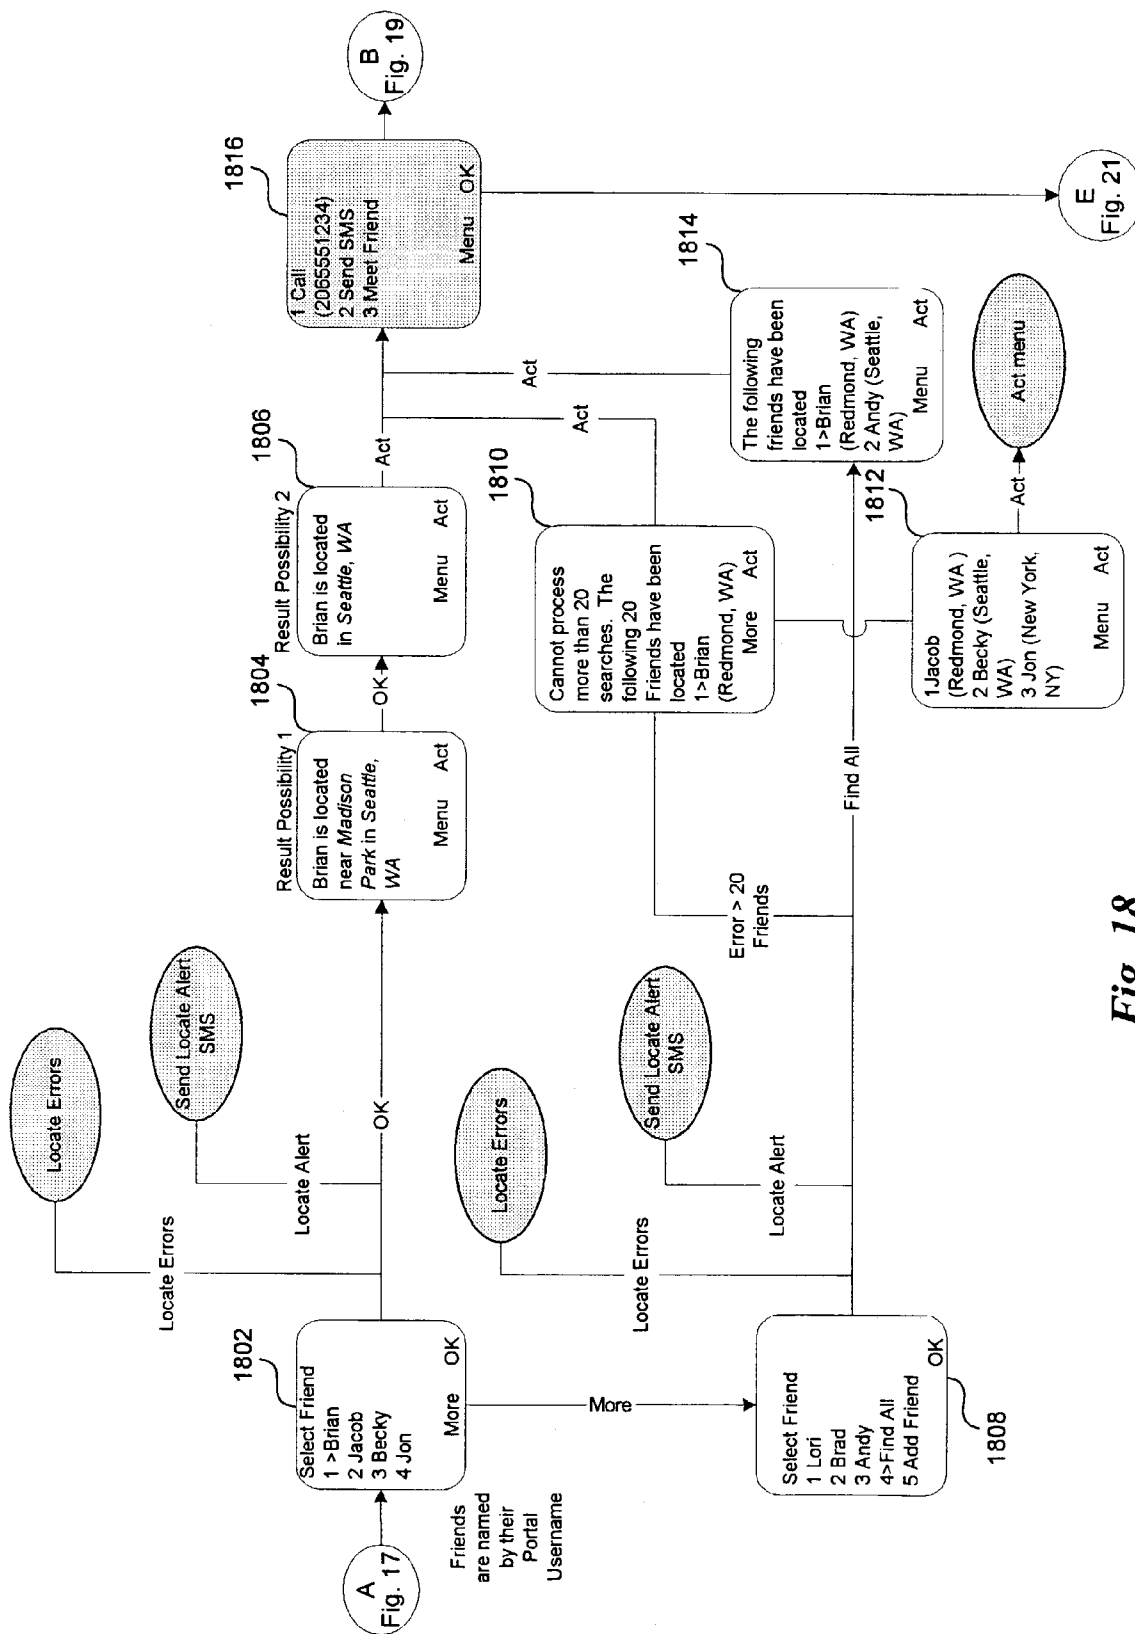 A
Fig. 17
Friends
are named
by their
Portal
Username
1802
Select Friend
1 >Brian
2 Jacob
3 Becky
4 Jon
More OK
Locate Errors
Locate Errors
Locate Alert
Send Locate Alert
SMS
OK
Result Possibility 1
1804
Brian is located
near Madison
Park in Seattle,
WA
Menu Act
OK
Result Possibility 2
1806
Brian is located
in Seattle, WA
Menu Act
Act
1816
1 Call
(2065551234)
2 Send SMS
3 Meet Friend
Menu OK
B
Fig. 19
More
Select Friend
1 Lori
2 Brad
3 Andy
4>Find All
5 Add Friend
OK
1808
Locate Errors
Locate Errors
Locate Alert
Send Locate Alert
SMS
Error > 20
Friends
Find All
1810
Cannot process
more than 20
searches. The
following 20
Friends have been
located
1>Brian
(Redmond, WA)
More Act
Act
Act
1814
The following
friends have been
located
1>Brian
(Redmond, WA)
2 Andy (Seattle,
WA)
Menu Act
1812
1Jacob
(Redmond, WA )
2 Becky (Seattle,
WA)
3 Jon (New York,
NY)
Menu Act
Act
Act menu
E
Fig. 21
Fig. 18